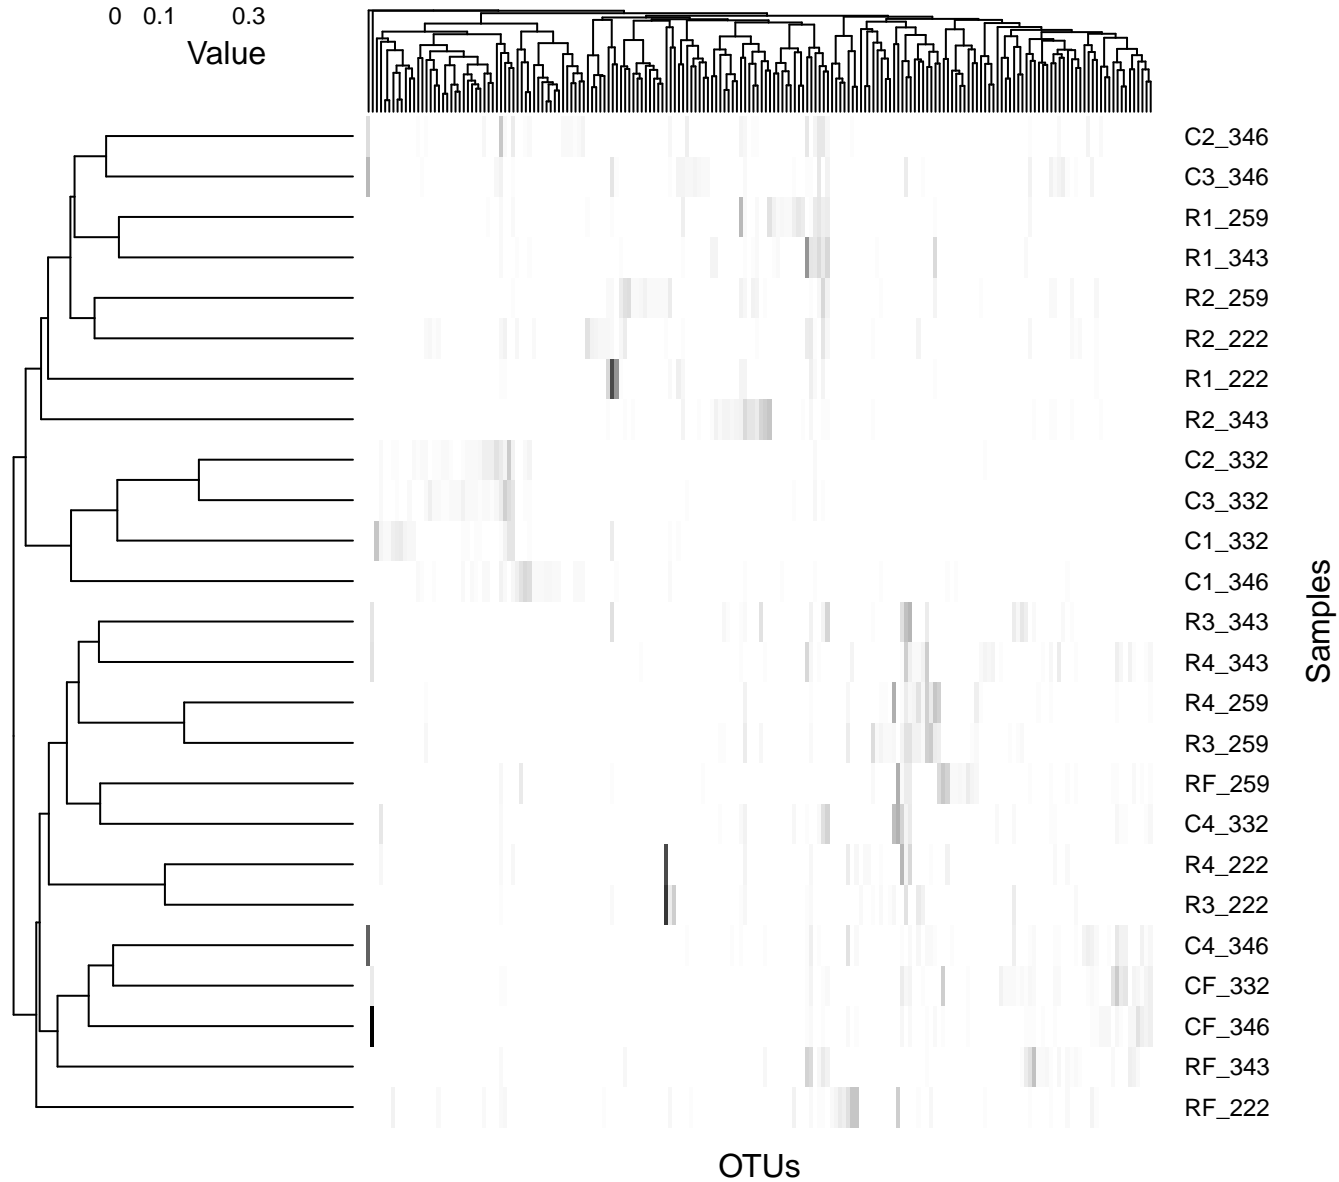 0 0.1 0.3
Value
C2_346
C3_346
R1_259
R1_343
R2_259
R2_222
R1_222
R2_343
C2_332
C3_332
C1_332
C1_346
R3_343
R4_343
R4_259
R3_259
RF_259
C4_332
R4_222
R3_222
C4_346
CF_332
CF_346
RF_343
RF_222
Samples
OTUs